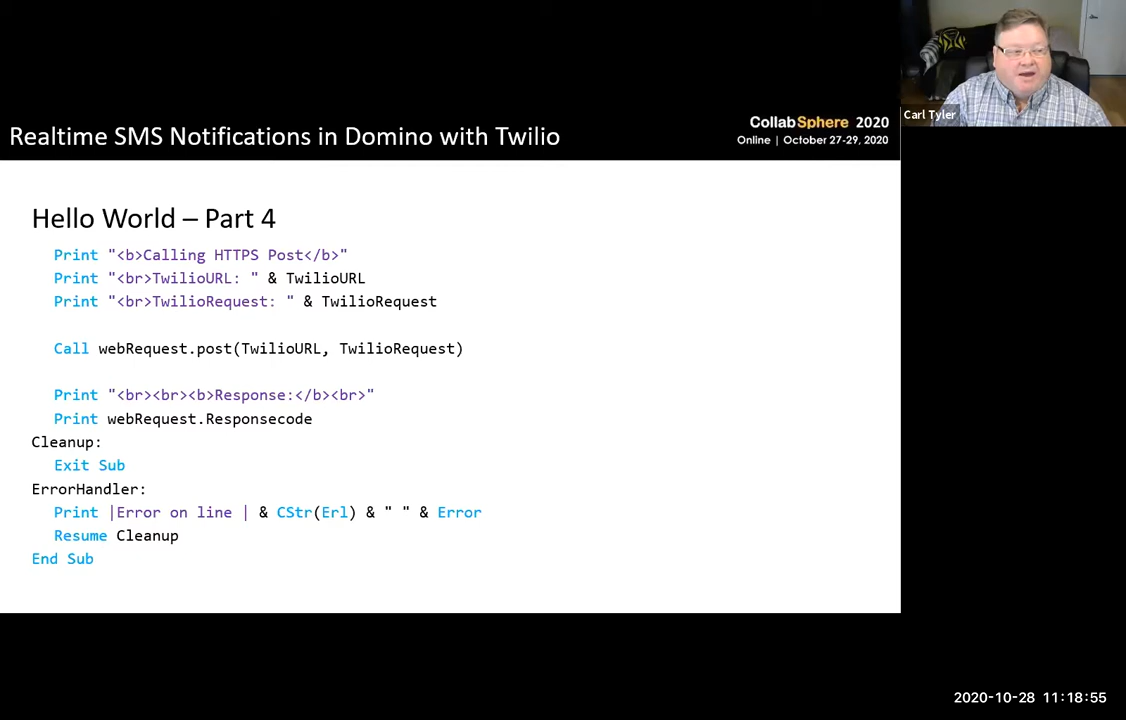 Carl Tyler
Realtime SMS Notifications in Domino with Twilio
CollabSphere 2020
Online | October 27-29, 2020
Hello World – Part 4
Print "<b>Calling HTTPS Post</b>"
Print "<br>TwilioURL: " & TwilioURL
Print "<br>TwilioRequest: " & TwilioRequest
Call webRequest.post(TwilioURL, TwilioRequest)
Print "<br><br><b>Response:</b><br>"
Print webRequest.Responsecode
Cleanup:
Exit Sub
ErrorHandler:
Print |Error on line | & CStr(Erl) & " " & Error
Resume Cleanup
End Sub
2020-10-28 11:18:55